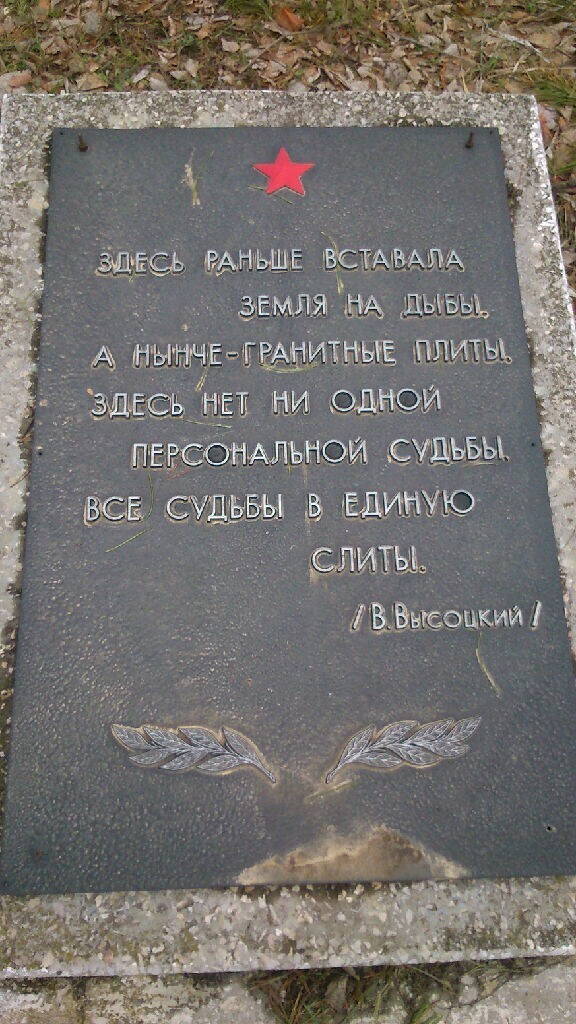 ЗДЕСЬ РАНЬШЕ ВСТАВАЛА
ЗЕМЛЯ НА ДЫБЫ,
А НЫНЧЕ-ГРАНИТНЫЕ ПЛИТЫ.
ЗДЕСЬ НЕТ НИ ОДНОЙ
ПЕРСОНАЛЬНОЙ СУДЬБЫ,
ВСЕ СУДЬБЫ В ЕДИНУЮ
СЛИТЫ.
/В.Высоцкий/